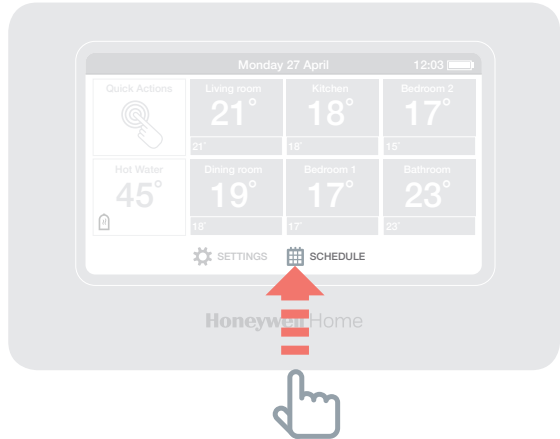 Monday 27 April 12:03
Quick Actions Living room Kitchen Bedroom 2
21° 18° 17°
21° 18° 15°
Hot Water Dining room Bedroom 1 Bathroom
45° 19° 17° 23°
18° 17° 23°
SETTINGS SCHEDULE
Honeywell Home